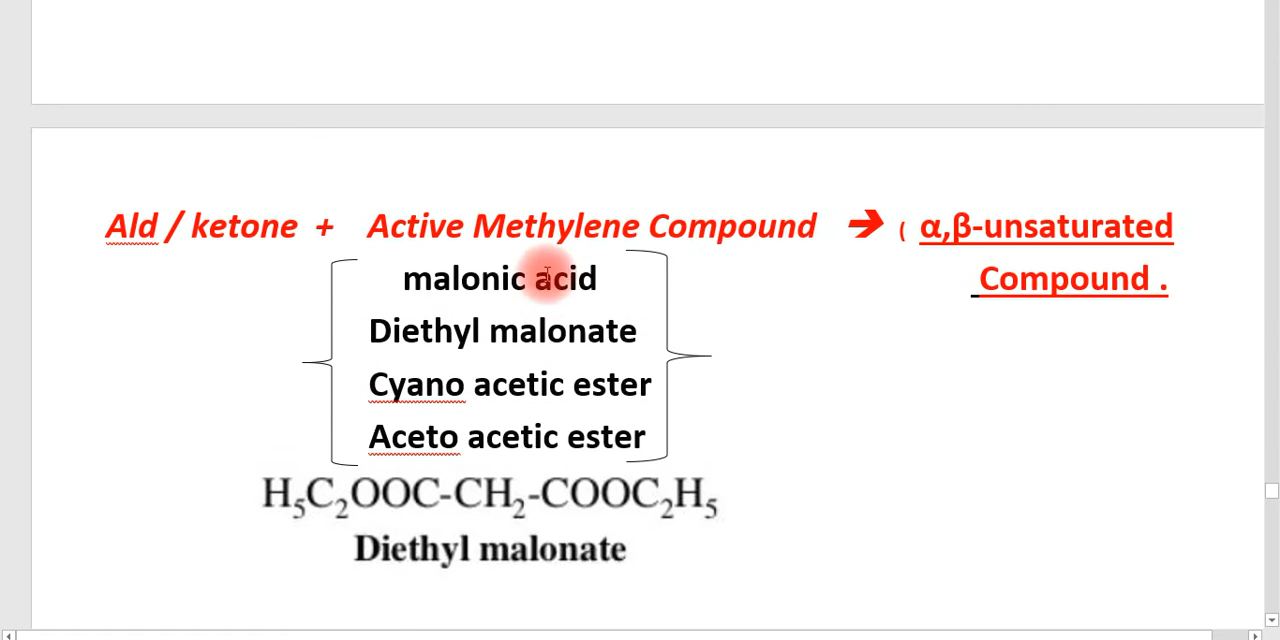 Ald / ketone + Active Methylene Compound ➔ ( α,β-unsaturated
malonic acid Compound .
Diethyl malonate
Cyano acetic ester
Aceto acetic ester
H₅C₂OOC-CH₂-COOC₂H₅
Diethyl malonate